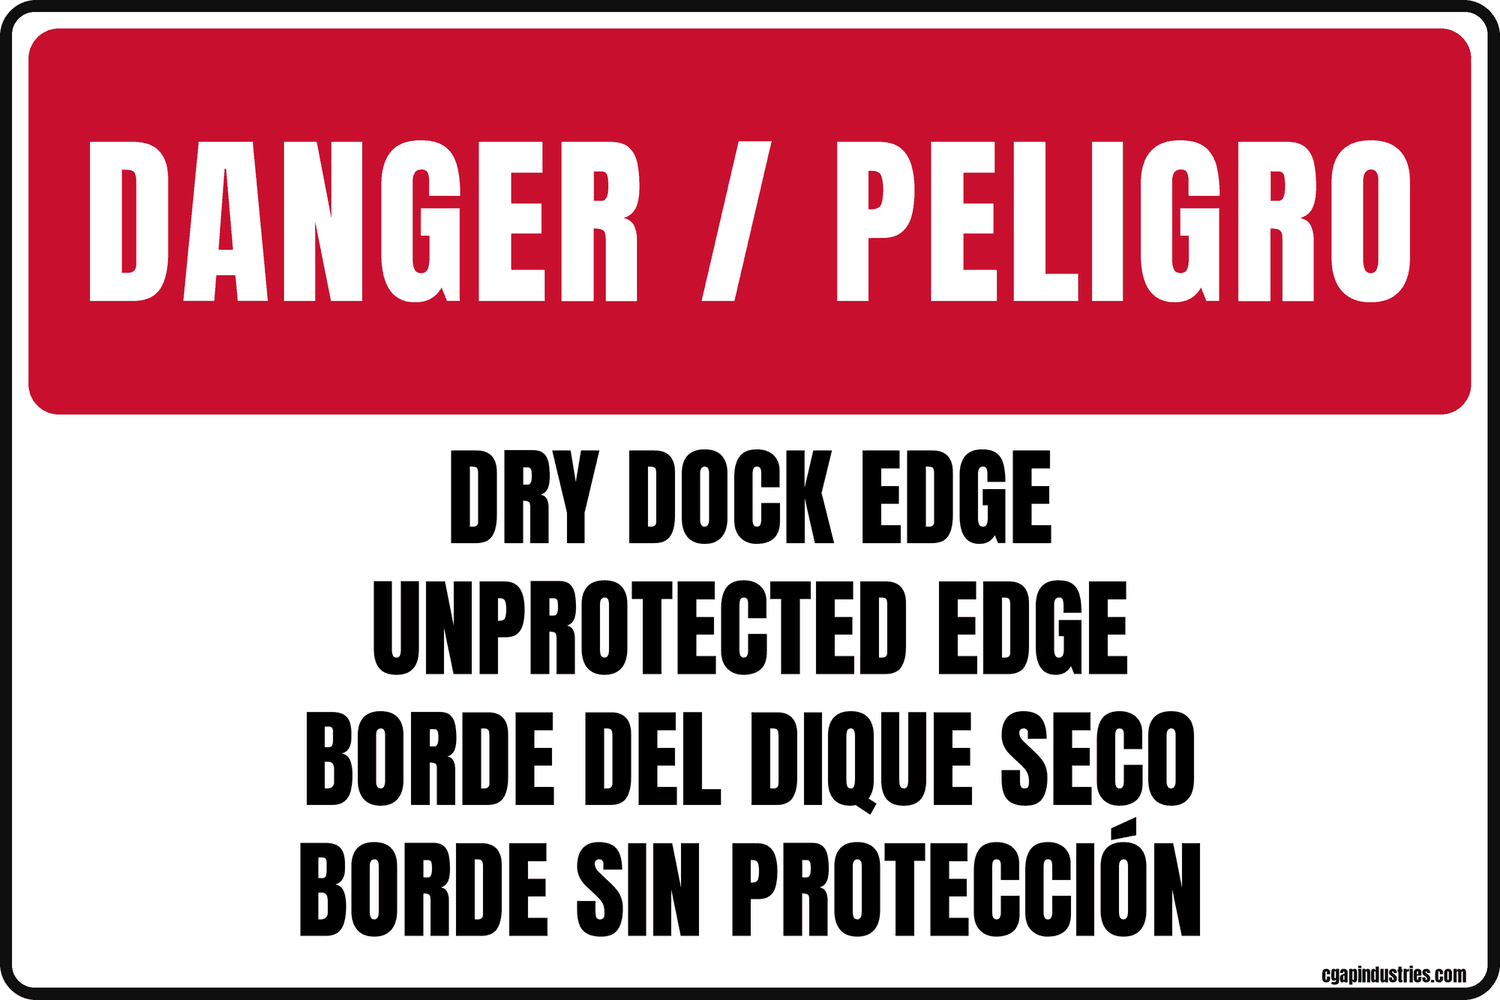 DANGER / PELIGRO
DRY DOCK EDGE
UNPROTECTED EDGE
BORDE DEL DIQUE SECO
BORDE SIN PROTECCIÓN
cgapindustries.com